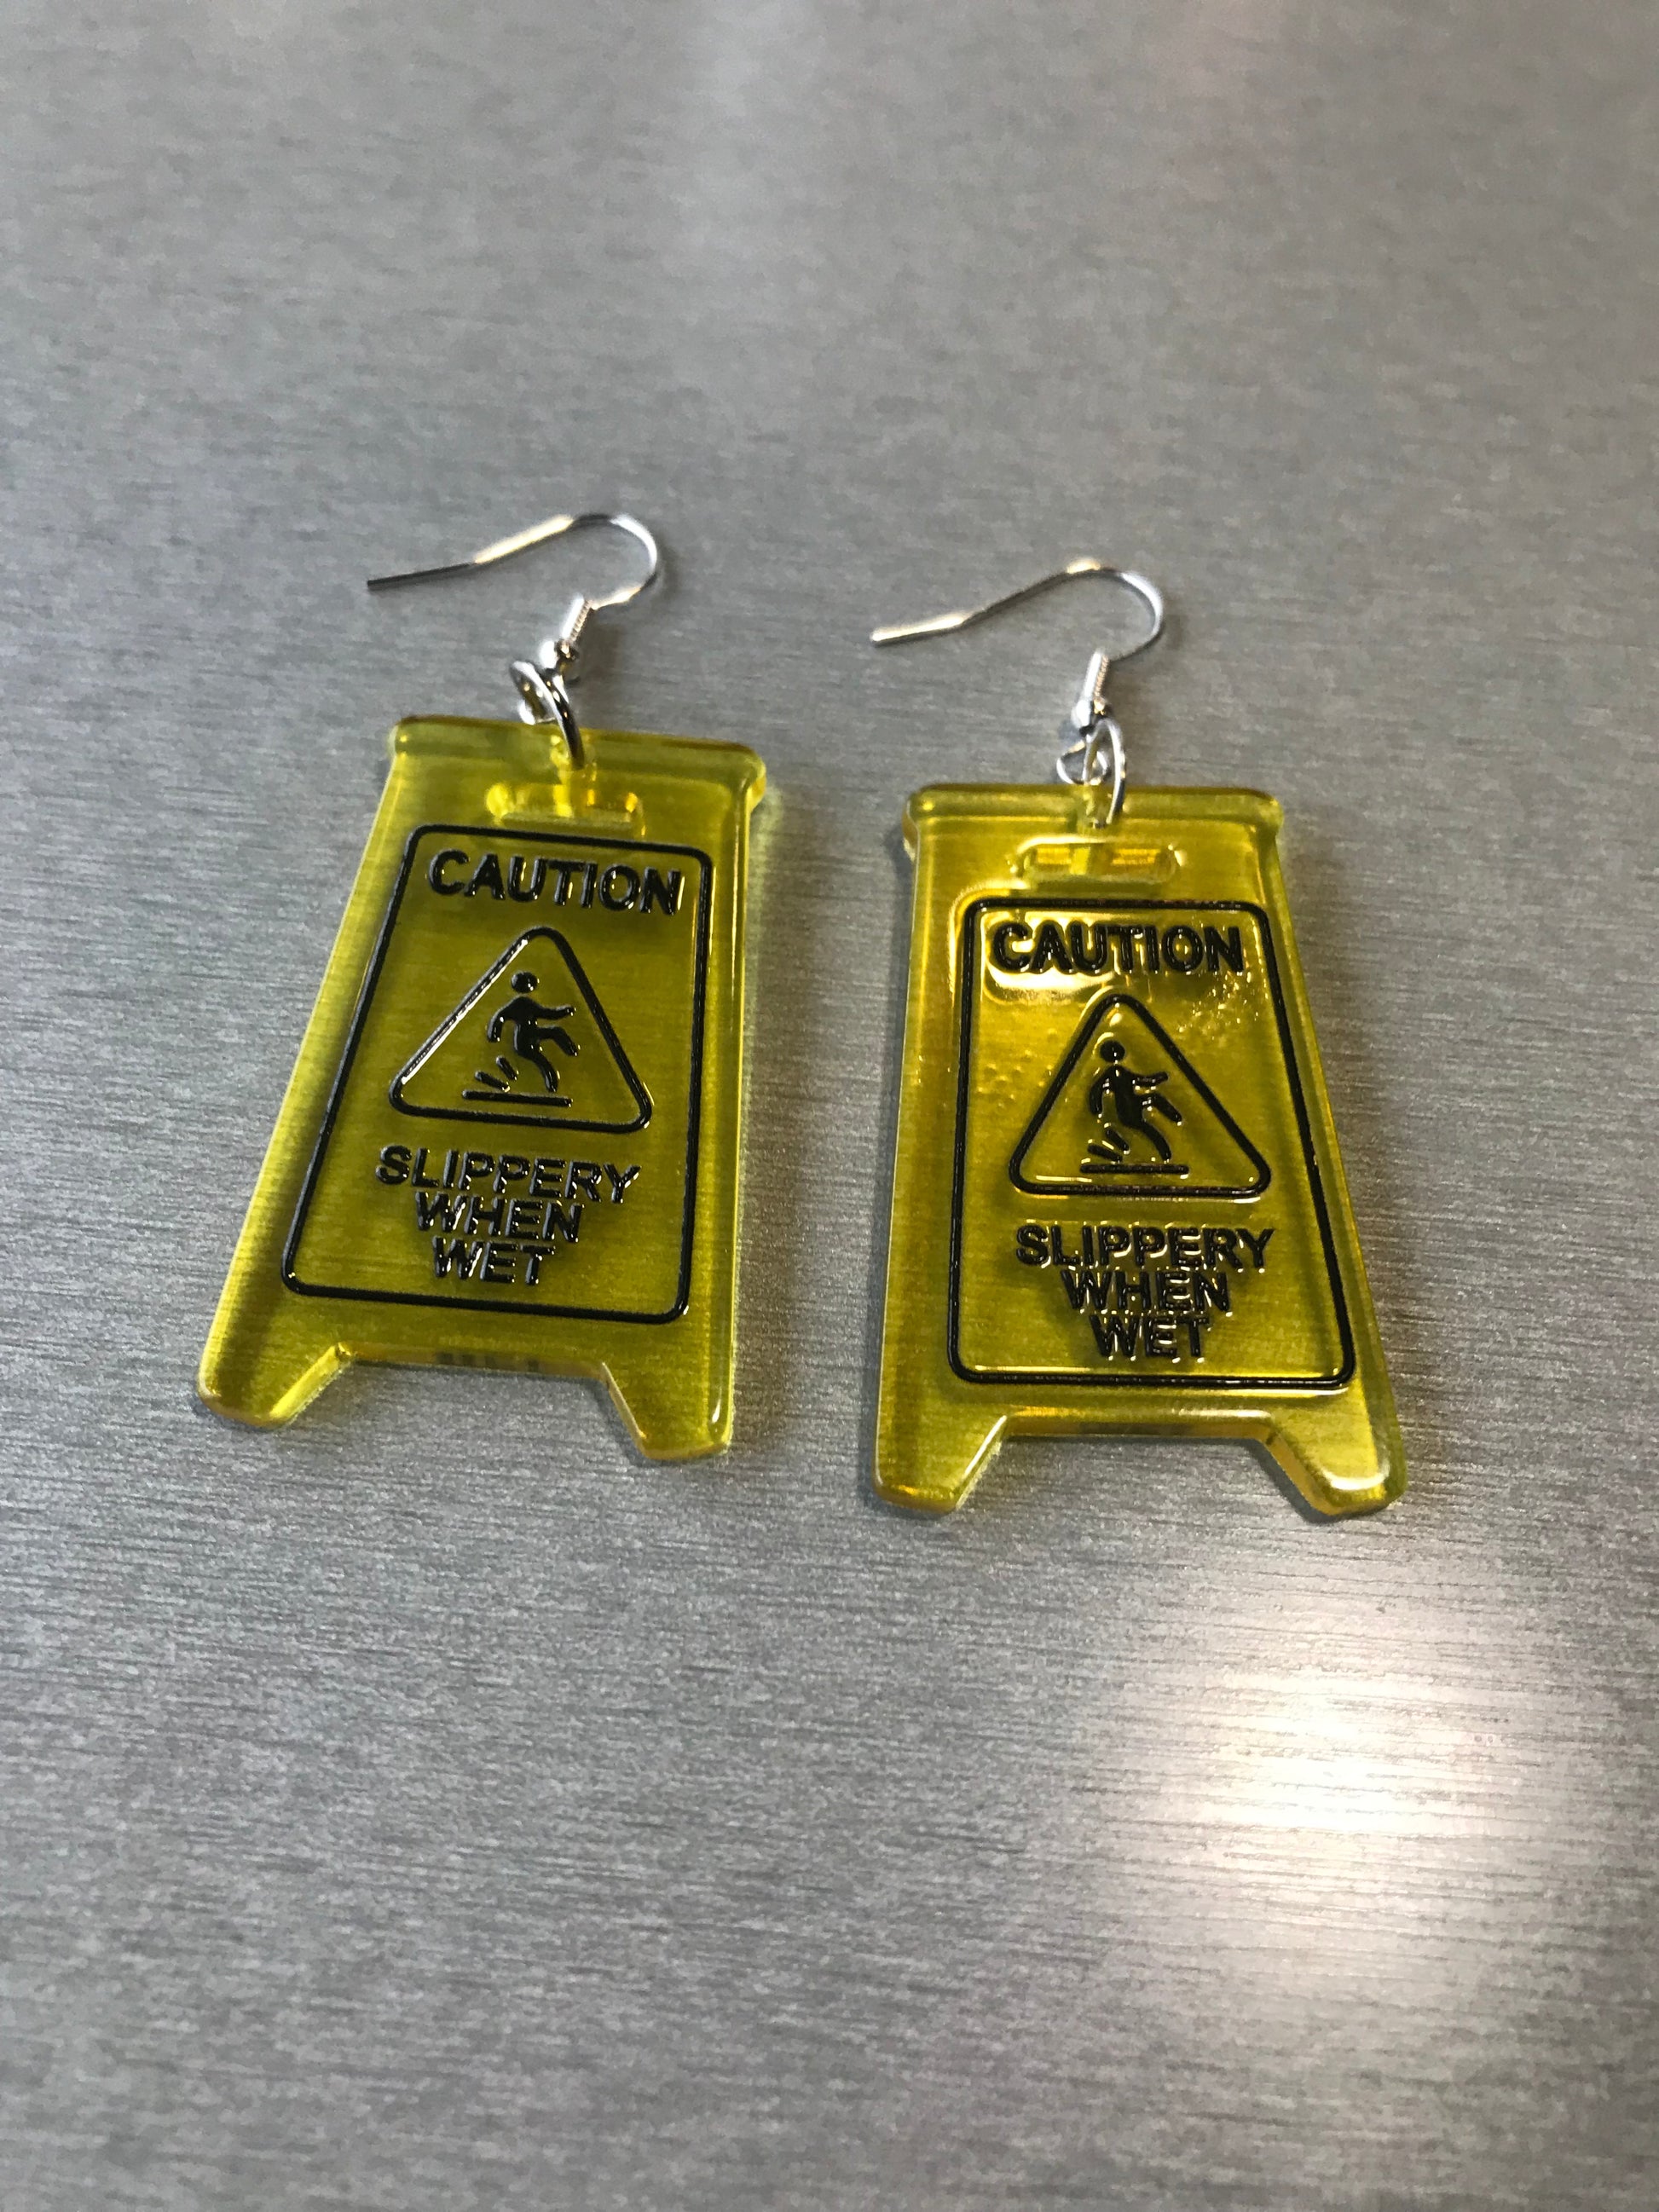 CAUTION
SLIPPERY
WHEN
WET
CAUTION
SLIPPERY
WHEN
WET